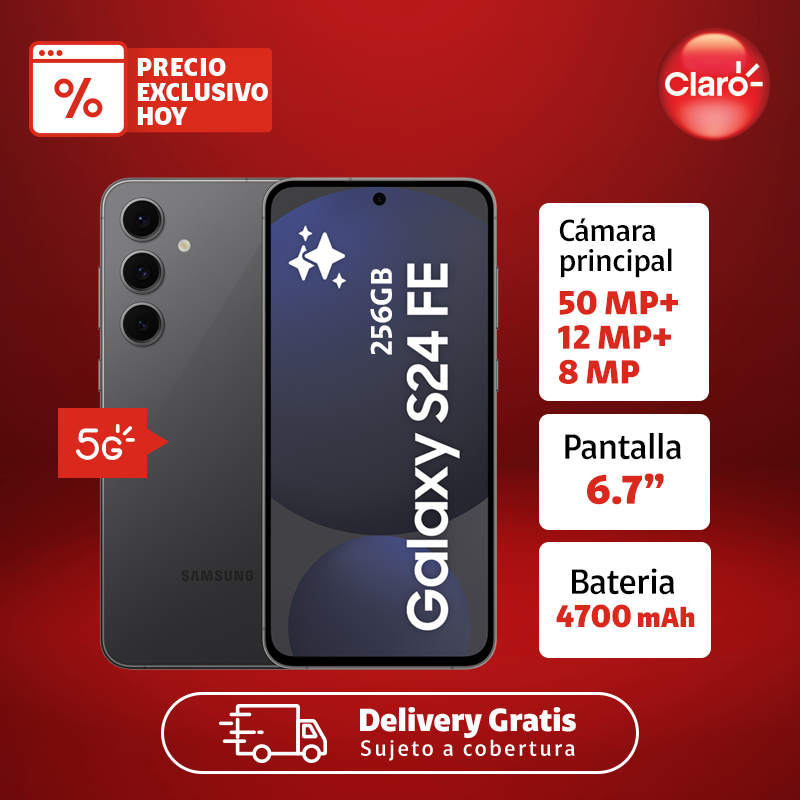 %
PRECIO
EXCLUSIVO
HOY
Claro
256GB
Galaxy S24 FE
5G
SAMSUNG
Cámara
principal
50 MP+
12 MP+
8 MP
Pantalla
6.7”
Bateria
4700 mAh
Delivery Gratis
Sujeto a cobertura